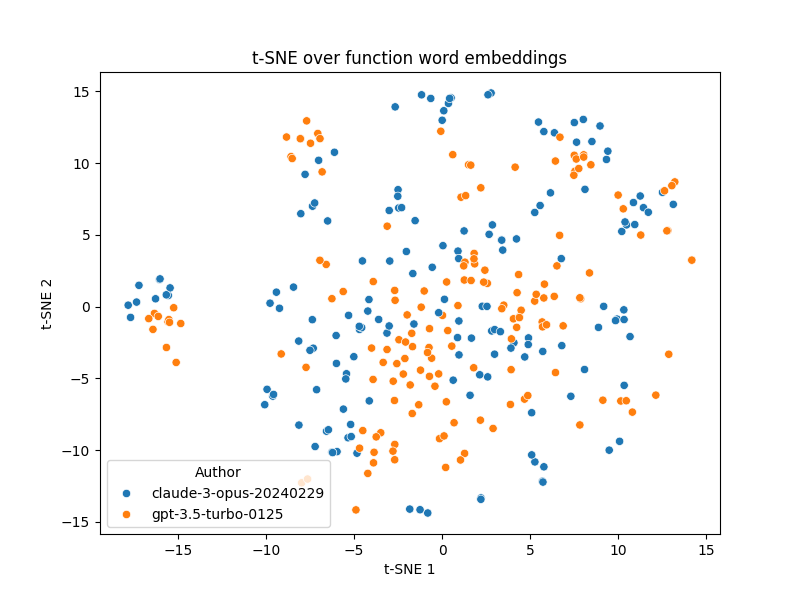 t-SNE over function word embeddings
15
10
5
0
−5
−10
−15
t-SNE 2
Author
claude-3-opus-20240229
gpt-3.5-turbo-0125
−15 −10 −5 0 5 10 15
t-SNE 1